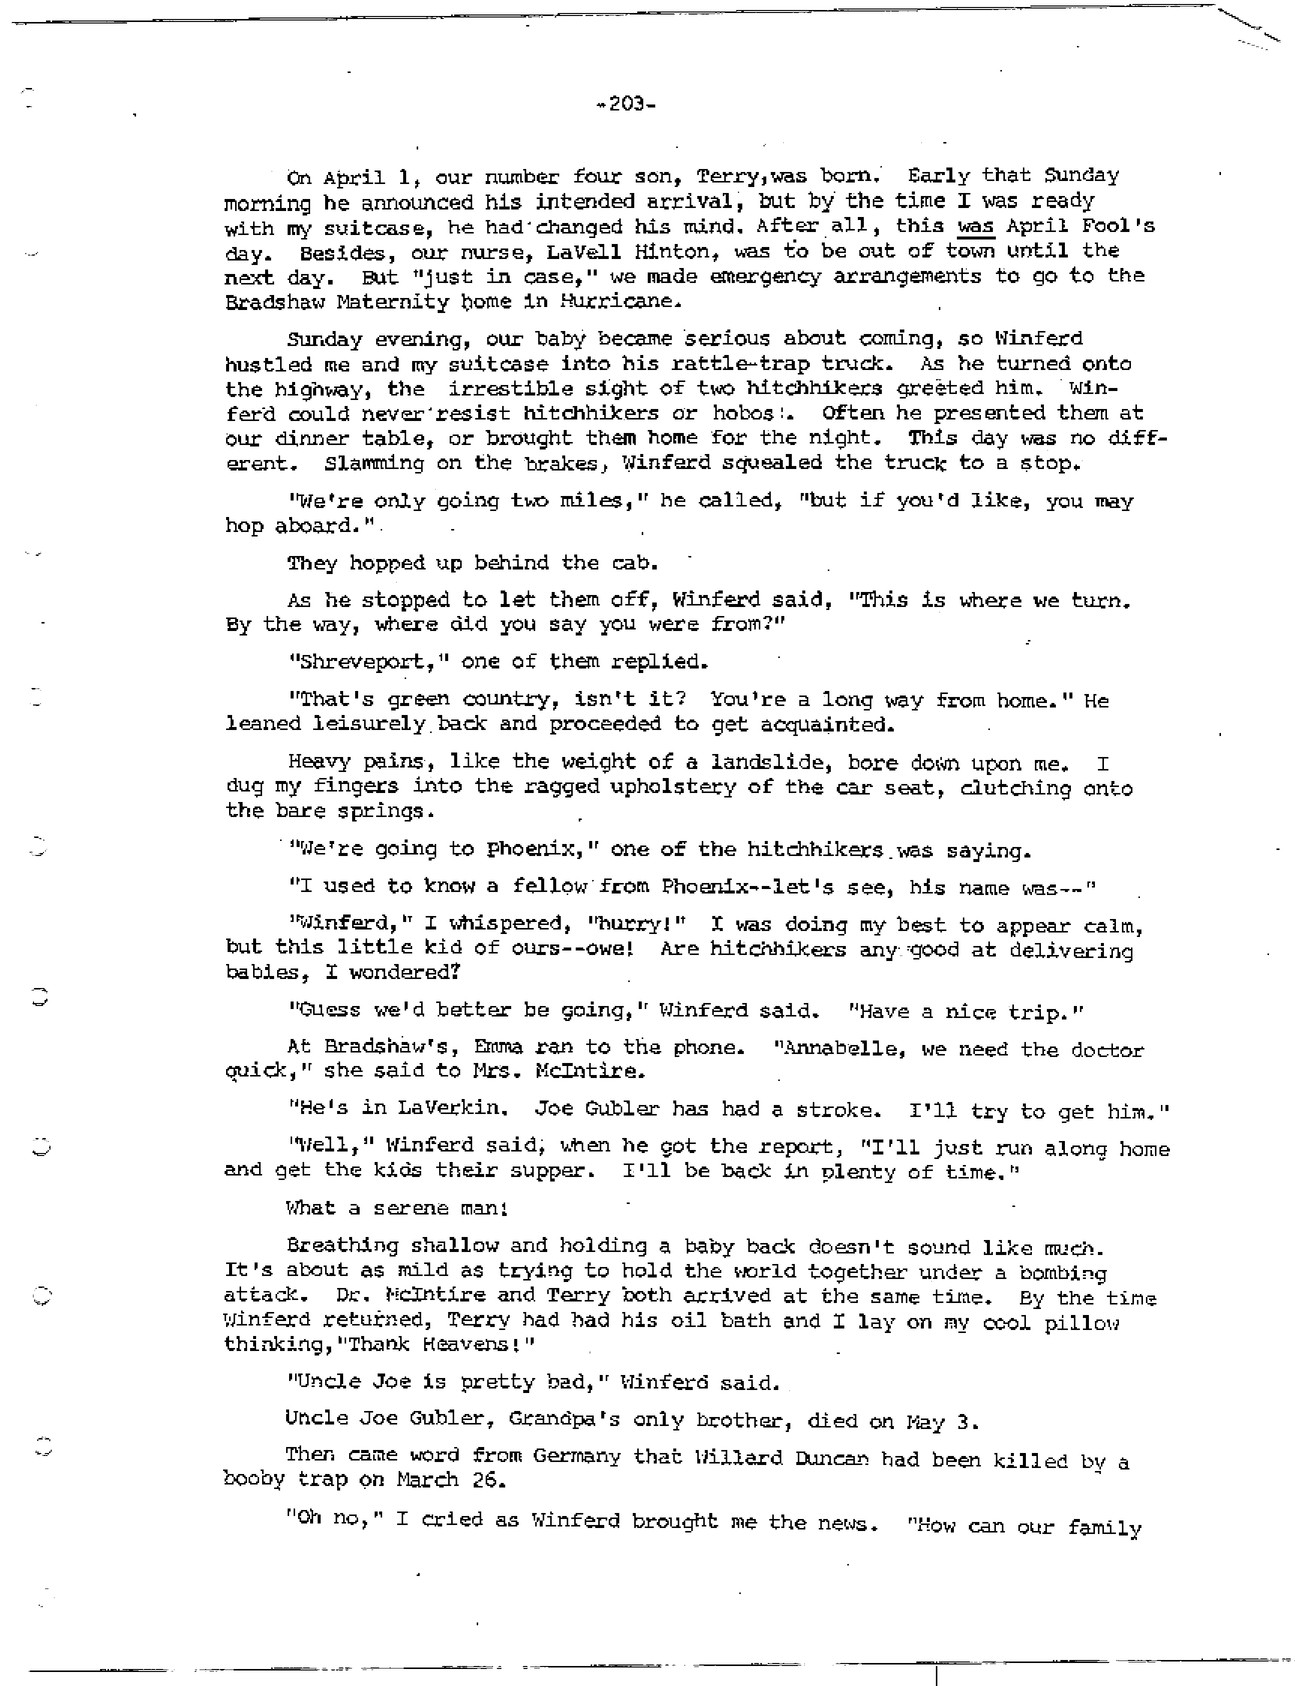 -203-
On April 1, our number four son, Terry,was born. Early that Sunday
morning he announced his intended arrival, but by the time I was ready
with my suitcase, he had changed his mind. After all, this was April Fool's
day. Besides, our nurse, LaVell Hinton, was to be out of town until the
next day. But "just in case," we made emergency arrangements to go to the
Bradshaw Maternity home in Hurricane.
Sunday evening, our baby became serious about coming, so Winferd
hustled me and my suitcase into his rattle-trap truck. As he turned onto
the highway, the irrestible sight of two hitchhikers greeted him. Win-
ferd could never resist hitchhikers or hobos!. Often he presented them at
our dinner table, or brought them home for the night. This day was no diff-
erent. Slamming on the brakes, Winferd squealed the truck to a stop.
"We're only going two miles," he called, "but if you'd like, you may
hop aboard."
They hopped up behind the cab.
As he stopped to let them off, Winferd said, "This is where we turn.
By the way, where did you say you were from?"
"Shreveport," one of them replied.
"That's green country, isn't it? You're a long way from home." He
leaned leisurely back and proceeded to get acquainted.
Heavy pains, like the weight of a landslide, bore down upon me. I
dug my fingers into the ragged upholstery of the car seat, clutching onto
the bare springs.
"We're going to Phoenix," one of the hitchhikers was saying.
"I used to know a fellow from Phoenix--let's see, his name was--"
"Winferd," I whispered, "hurry!" I was doing my best to appear calm,
but this little kid of ours--owe! Are hitchhikers any good at delivering
babies, I wondered?
"Guess we'd better be going," Winferd said. "Have a nice trip."
At Bradshaw's, Emma ran to the phone. "Annabelle, we need the doctor
quick," she said to Mrs. McIntire.
"He's in LaVerkin. Joe Gubler has had a stroke. I'll try to get him."
"Well," Winferd said, when he got the report, "I'll just run along home
and get the kids their supper. I'll be back in plenty of time."
What a serene man!
Breathing shallow and holding a baby back doesn't sound like much.
It's about as mild as trying to hold the world together under a bombing
attack. Dr. McIntire and Terry both arrived at the same time. By the time
Winferd returned, Terry had had his oil bath and I lay on my cool pillow
thinking,"Thank Heavens!"
"Uncle Joe is pretty bad," Winferd said.
Uncle Joe Gubler, Grandpa's only brother, died on May 3.
Then came word from Germany that Willard Duncan had been killed by a
booby trap on March 26.
"Oh no," I cried as Winferd brought me the news. "How can our family